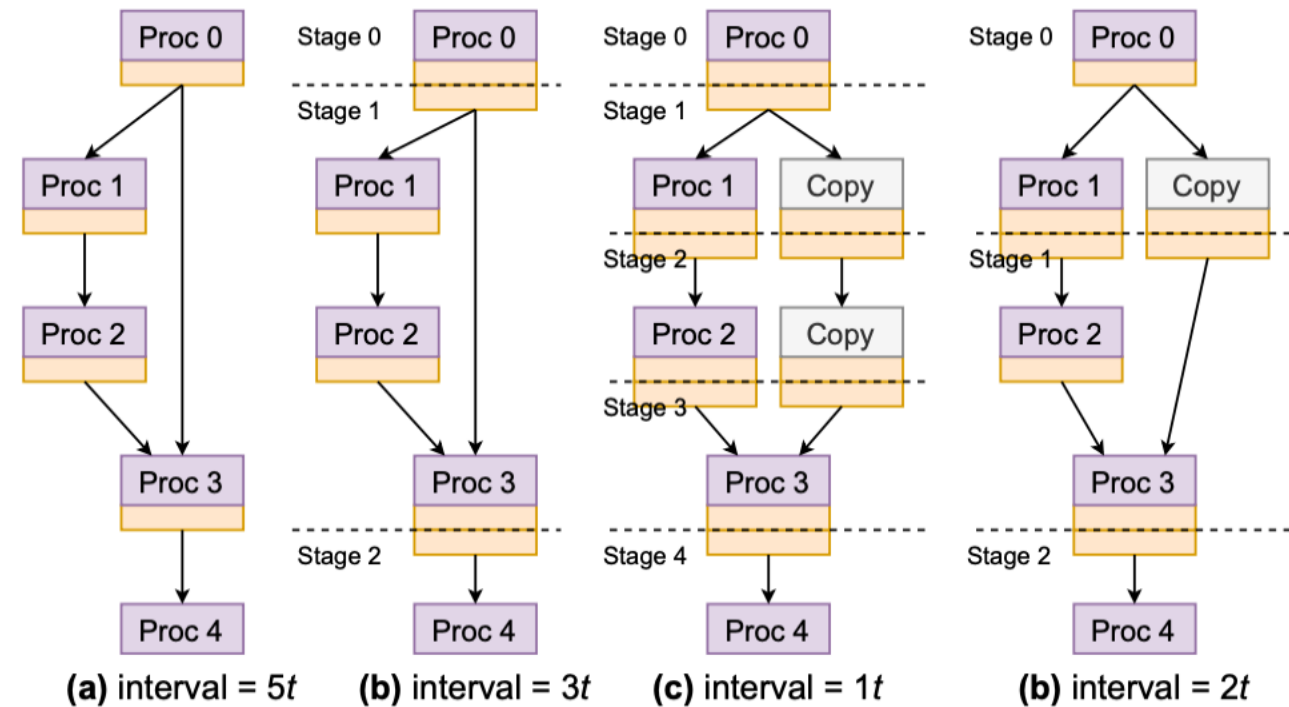 Proc 0
Proc 1
Proc 2
Proc 3
Proc 4
(a) interval = 5t
Stage 0
Proc 0
Stage 1
Proc 1
Proc 2
Proc 3
Stage 2
Proc 4
(b) interval = 3t
Stage 0
Proc 0
Stage 1
Proc 1
Copy
Stage 2
Proc 2
Copy
Stage 3
Proc 3
Stage 4
Proc 4
(c) interval = 1t
Stage 0
Proc 0
Proc 1
Copy
Stage 1
Proc 2
Proc 3
Stage 2
Proc 4
(b) interval = 2t